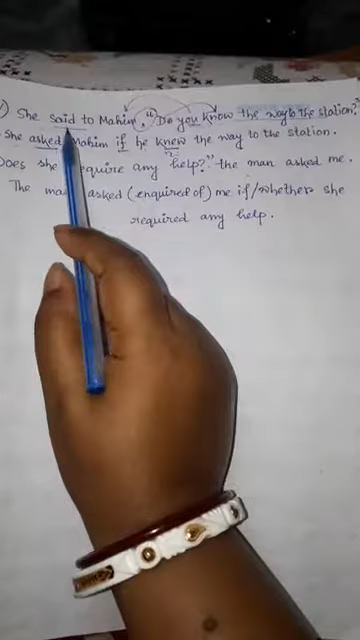 ) She said to Mahim, "Do you know the way to the station?"
She asked Mahim if he knew the way to the station.
Does she require any help?" the man asked me.
The man asked (enquired of) me if/whether she
required any help.